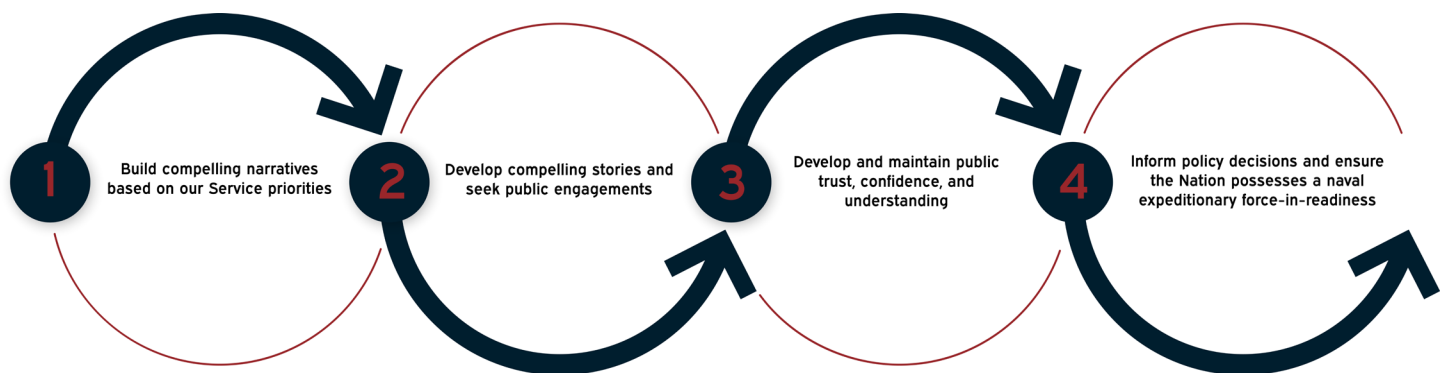 1
Build compelling narratives
based on our Service priorities
2
Develop compelling stories and
seek public engagements
3
Develop and maintain public
trust, confidence, and
understanding
4
Inform policy decisions and ensure
the Nation possesses a naval
expeditionary force-in-readiness